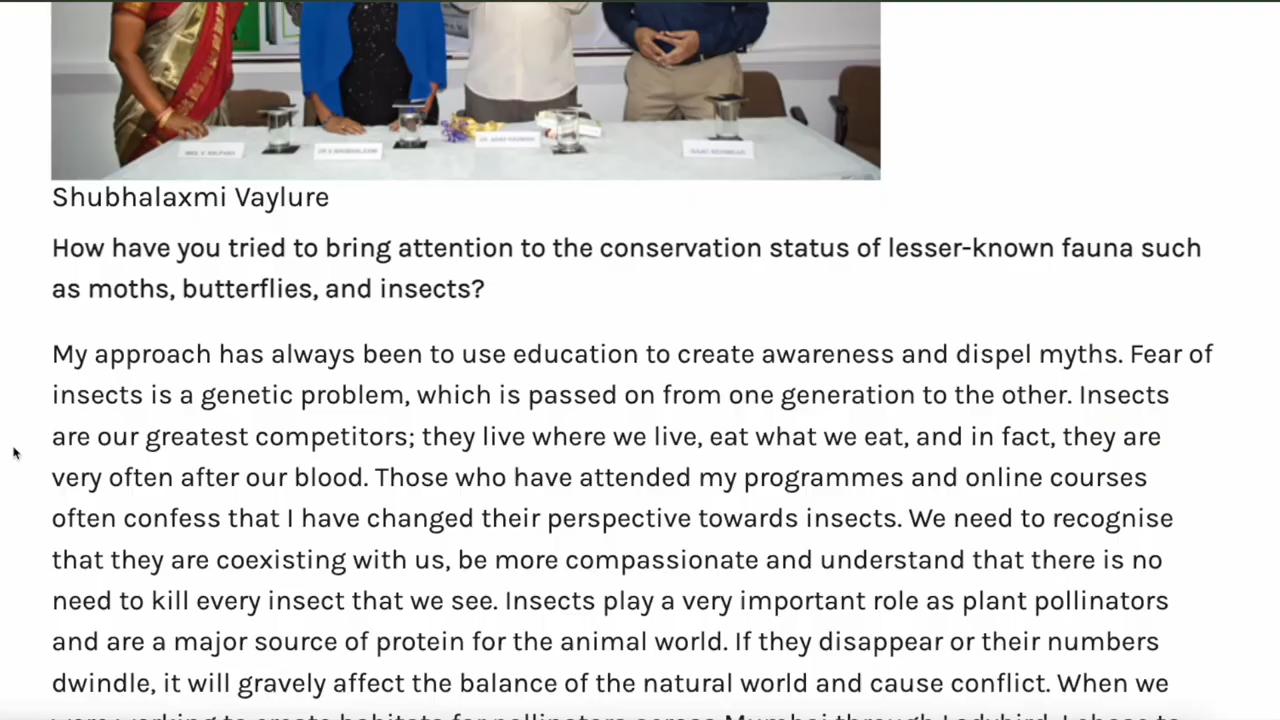 Shubhalaxmi Vaylure
How have you tried to bring attention to the conservation status of lesser-known fauna such
as moths, butterflies, and insects?
My approach has always been to use education to create awareness and dispel myths. Fear of
insects is a genetic problem, which is passed on from one generation to the other. Insects
are our greatest competitors; they live where we live, eat what we eat, and in fact, they are
very often after our blood. Those who have attended my programmes and online courses
often confess that I have changed their perspective towards insects. We need to recognise
that they are coexisting with us, be more compassionate and understand that there is no
need to kill every insect that we see. Insects play a very important role as plant pollinators
and are a major source of protein for the animal world. If they disappear or their numbers
dwindle, it will gravely affect the balance of the natural world and cause conflict. When we